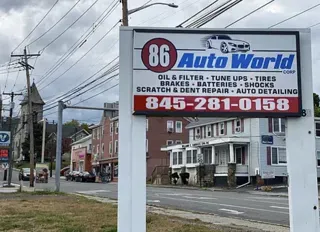 86
Auto World
CORP
OIL & FILTER - TUNE UPS - TIRES
BRAKES - BATTERIES - SHOCKS
SCRATCH & DENT REPAIR - AUTO DETAILING
845-281-0158